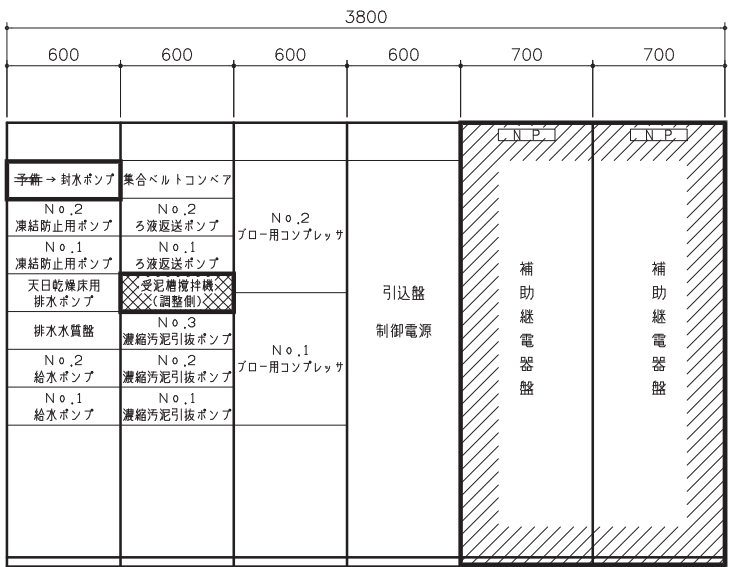 3800
600
600
600
600
700
700
NP
NP
予備→封水ポンプ
No.2
凍結防止用ポンプ
No.1
凍結防止用ポンプ
天日乾燥床用
排水ポンプ
排水水質盤
No.2
給水ポンプ
No.1
給水ポンプ
集合ベルトコンベア
No.2
ろ液返送ポンプ
No.1
ろ液返送ポンプ
受泥槽撹拌機
(調整側)
No.3
濃縮汚泥引抜ポンプ
No.2
濃縮汚泥引抜ポンプ
No.1
濃縮汚泥引抜ポンプ
No.2
ブロー用コンプレッサ
No.1
ブロー用コンプレッサ
引込盤
制御電源
補助継電器盤
補助継電器盤